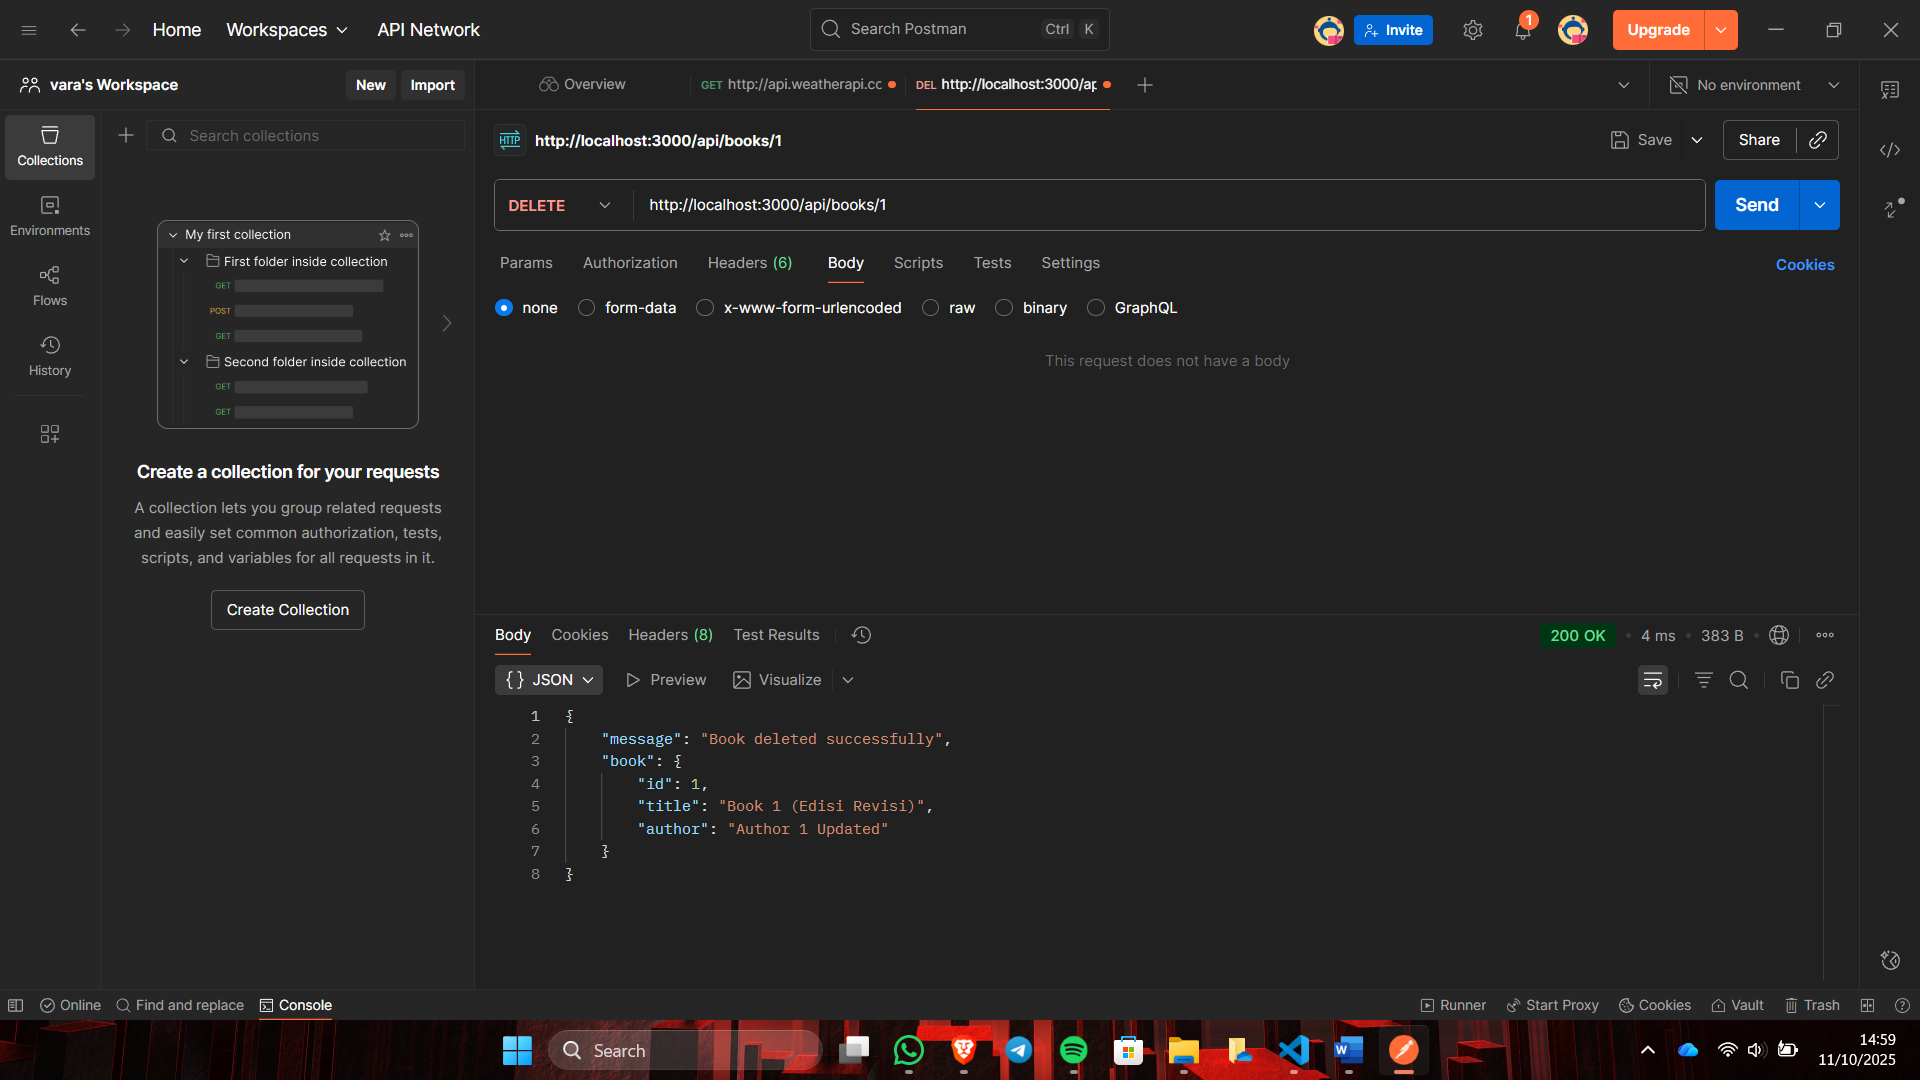 Home Workspaces API Network Search Postman Ctrl K Invite 1 Upgrade
vara's Workspace New Import Overview GET http://api.weatherapi.cc DEL http://localhost:3000/ap No environment
Search collections
Collections
Environments
Flows
History
My first collection
First folder inside collection
GET
POST
GET
Second folder inside collection
GET
GET
Create a collection for your requests
A collection lets you group related requests
and easily set common authorization, tests,
scripts, and variables for all requests in it.
Create Collection
HTTP http://localhost:3000/api/books/1 Save Share
DELETE http://localhost:3000/api/books/1 Send
Params Authorization Headers (6) Body Scripts Tests Settings Cookies
none form-data x-www-form-urlencoded raw binary GraphQL
This request does not have a body
Body Cookies Headers (8) Test Results 200 OK • 4 ms • 383 B
{} JSON Preview Visualize
1 {
2 "message": "Book deleted successfully",
3 "book": {
4 "id": 1,
5 "title": "Book 1 (Edisi Revisi)",
6 "author": "Author 1 Updated"
7 }
8 }
Online Find and replace Console Runner Start Proxy Cookies Vault Trash
Search W 14:59
11/10/2025